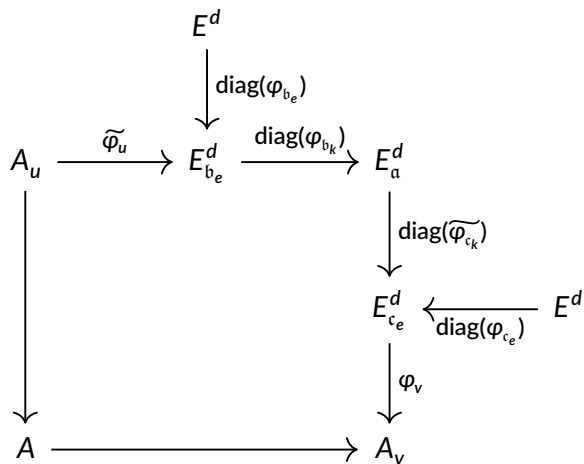 E^d
diag(φ_{𝔟_e})
A_u \widetilde{φ_u} E^d_{𝔟_e} diag(φ_{𝔟_k}) E^d_𝔞
diag(\widetilde{φ_{𝔠_k}})
E^d_{𝔠_e} diag(φ_{𝔠_e}) E^d
φ_v
A A_v